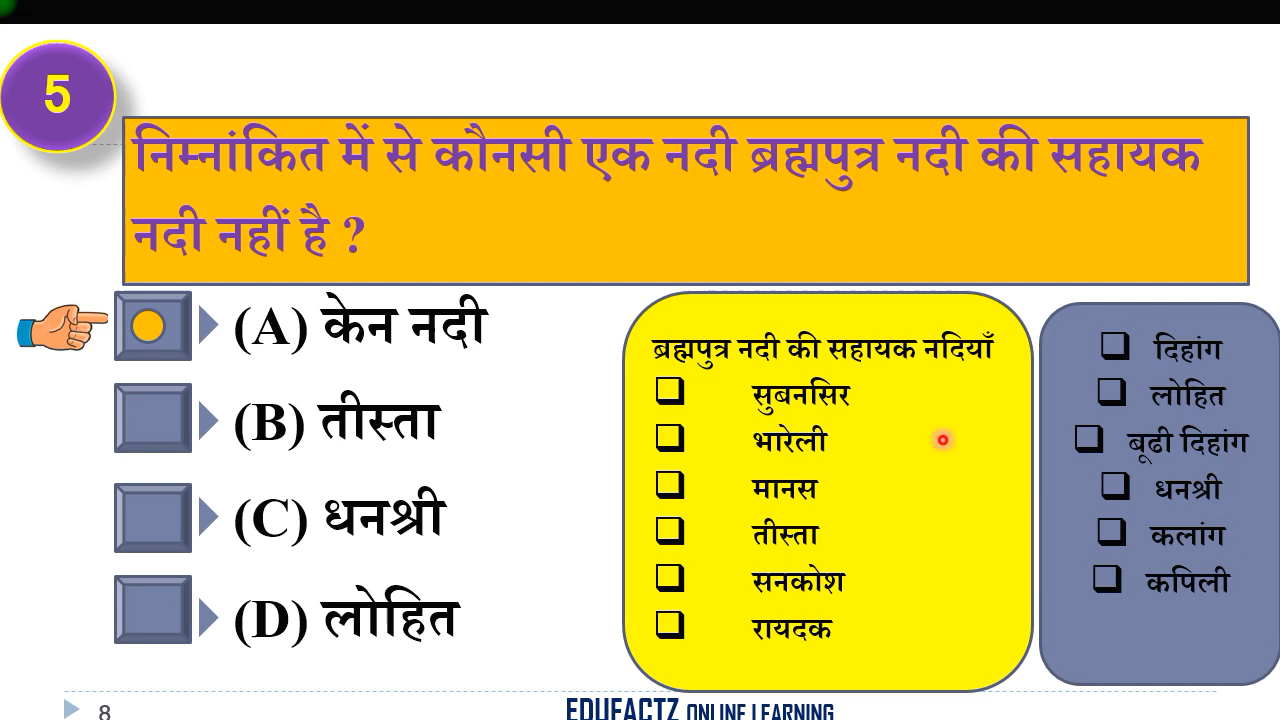 5
निम्नांकित में से कौनसी एक नदी ब्रह्मपुत्र नदी की सहायक
नदी नहीं है ?
(A) केन नदी
(B) तीस्ता
(C) धनश्री
(D) लोहित
ब्रह्मपुत्र नदी की सहायक नदियाँ
सुबनसिर
भारेली
मानस
तीस्ता
सनकोश
रायदक
दिहांग
लोहित
बूढी दिहांग
धनश्री
कलांग
कपिली
8
EDUFACTZ ONLINE LEARNING